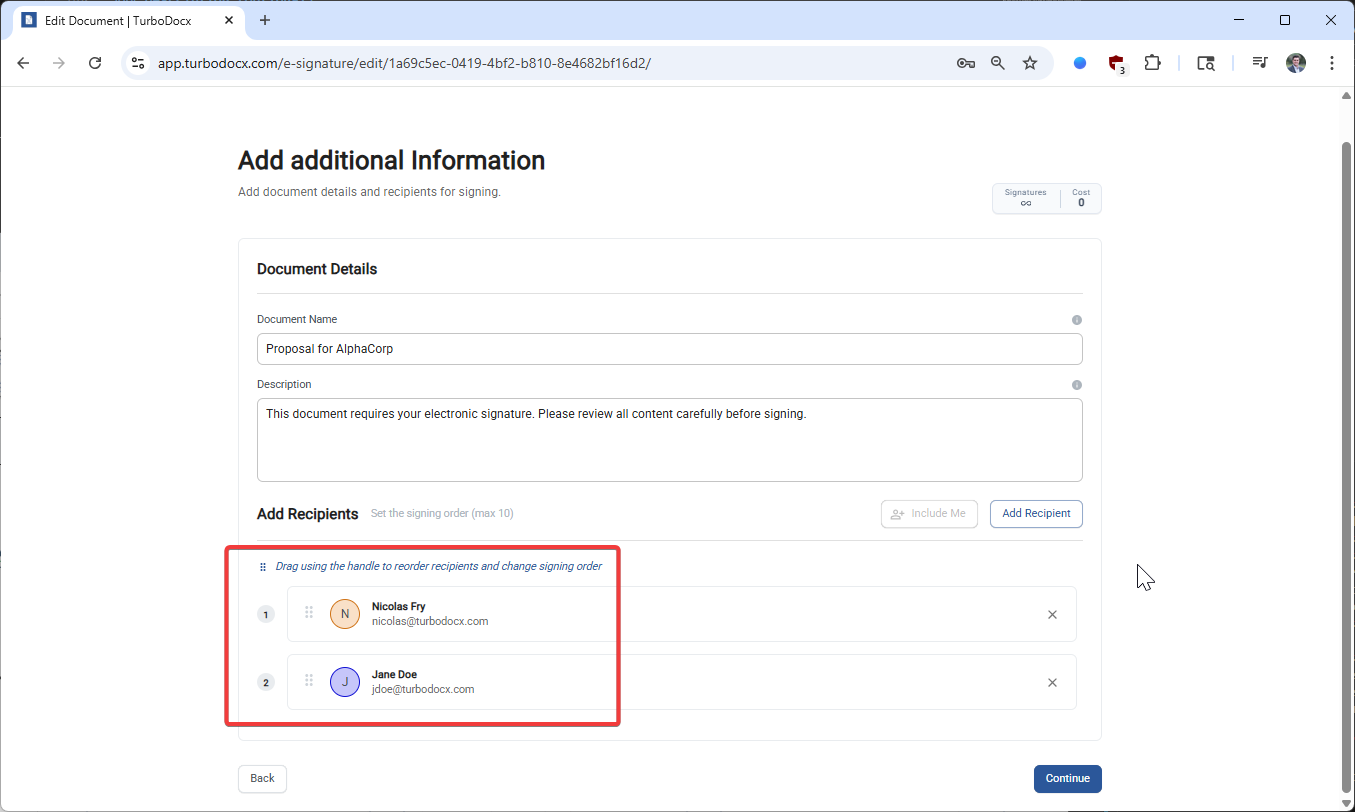 Edit Document | TurboDocx
app.turbodocx.com/e-signature/edit/1a69c5ec-0419-4bf2-b810-8e4682bf16d2/
3
Add additional Information
Add document details and recipients for signing.
Signatures Cost
∞ 0
Document Details
Document Name
Proposal for AlphaCorp
Description
This document requires your electronic signature. Please review all content carefully before signing.
Add Recipients Set the signing order (max 10) Include Me Add Recipient
Drag using the handle to reorder recipients and change signing order
1 N Nicolas Fry
nicolas@turbodocx.com
2 J Jane Doe
jdoe@turbodocx.com
Back Continue